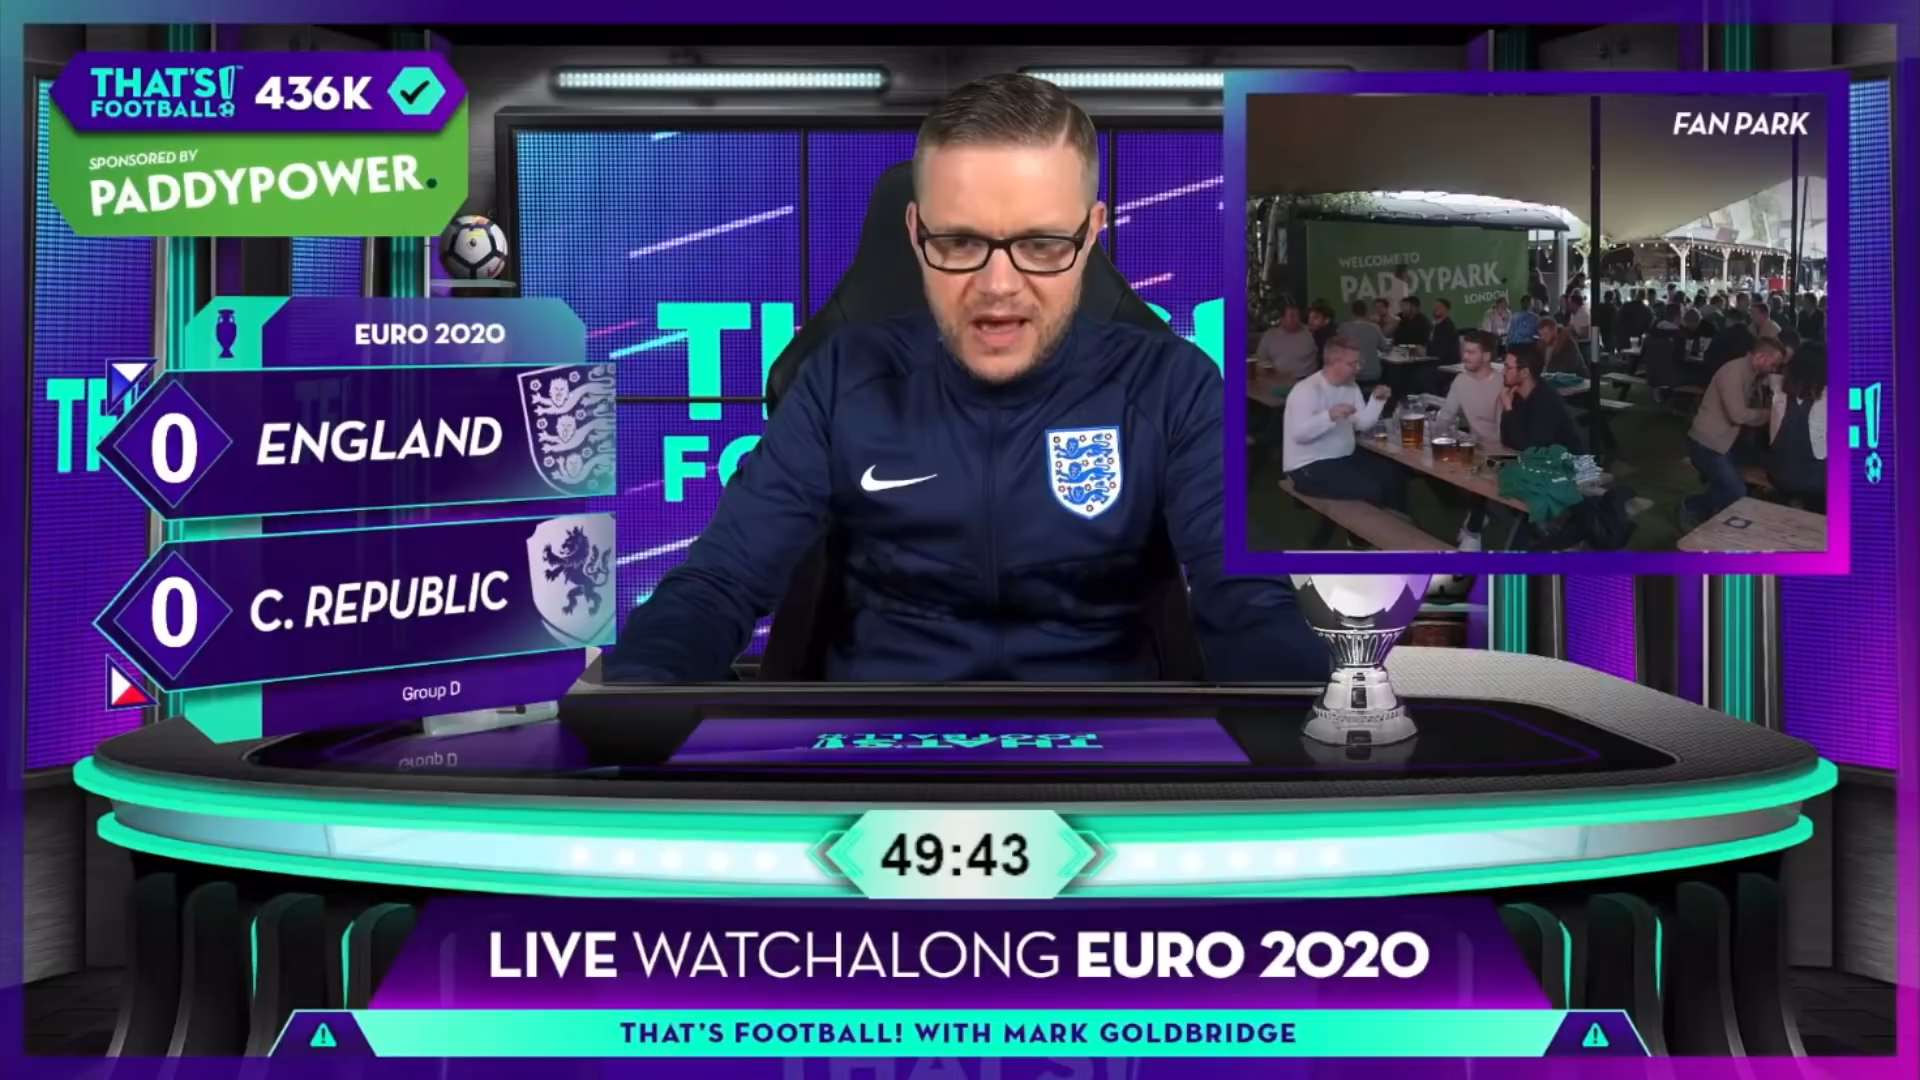 THAT'S!
FOOTBALL
436K
SPONSORED BY
PADDYPOWER.
FAN PARK
WELCOME TO
PADDYPARK
LONDON
EURO 2020
0 ENGLAND
0 C. REPUBLIC
Group D
49:43
LIVE WATCHALONG EURO 2020
THAT'S FOOTBALL! WITH MARK GOLDBRIDGE